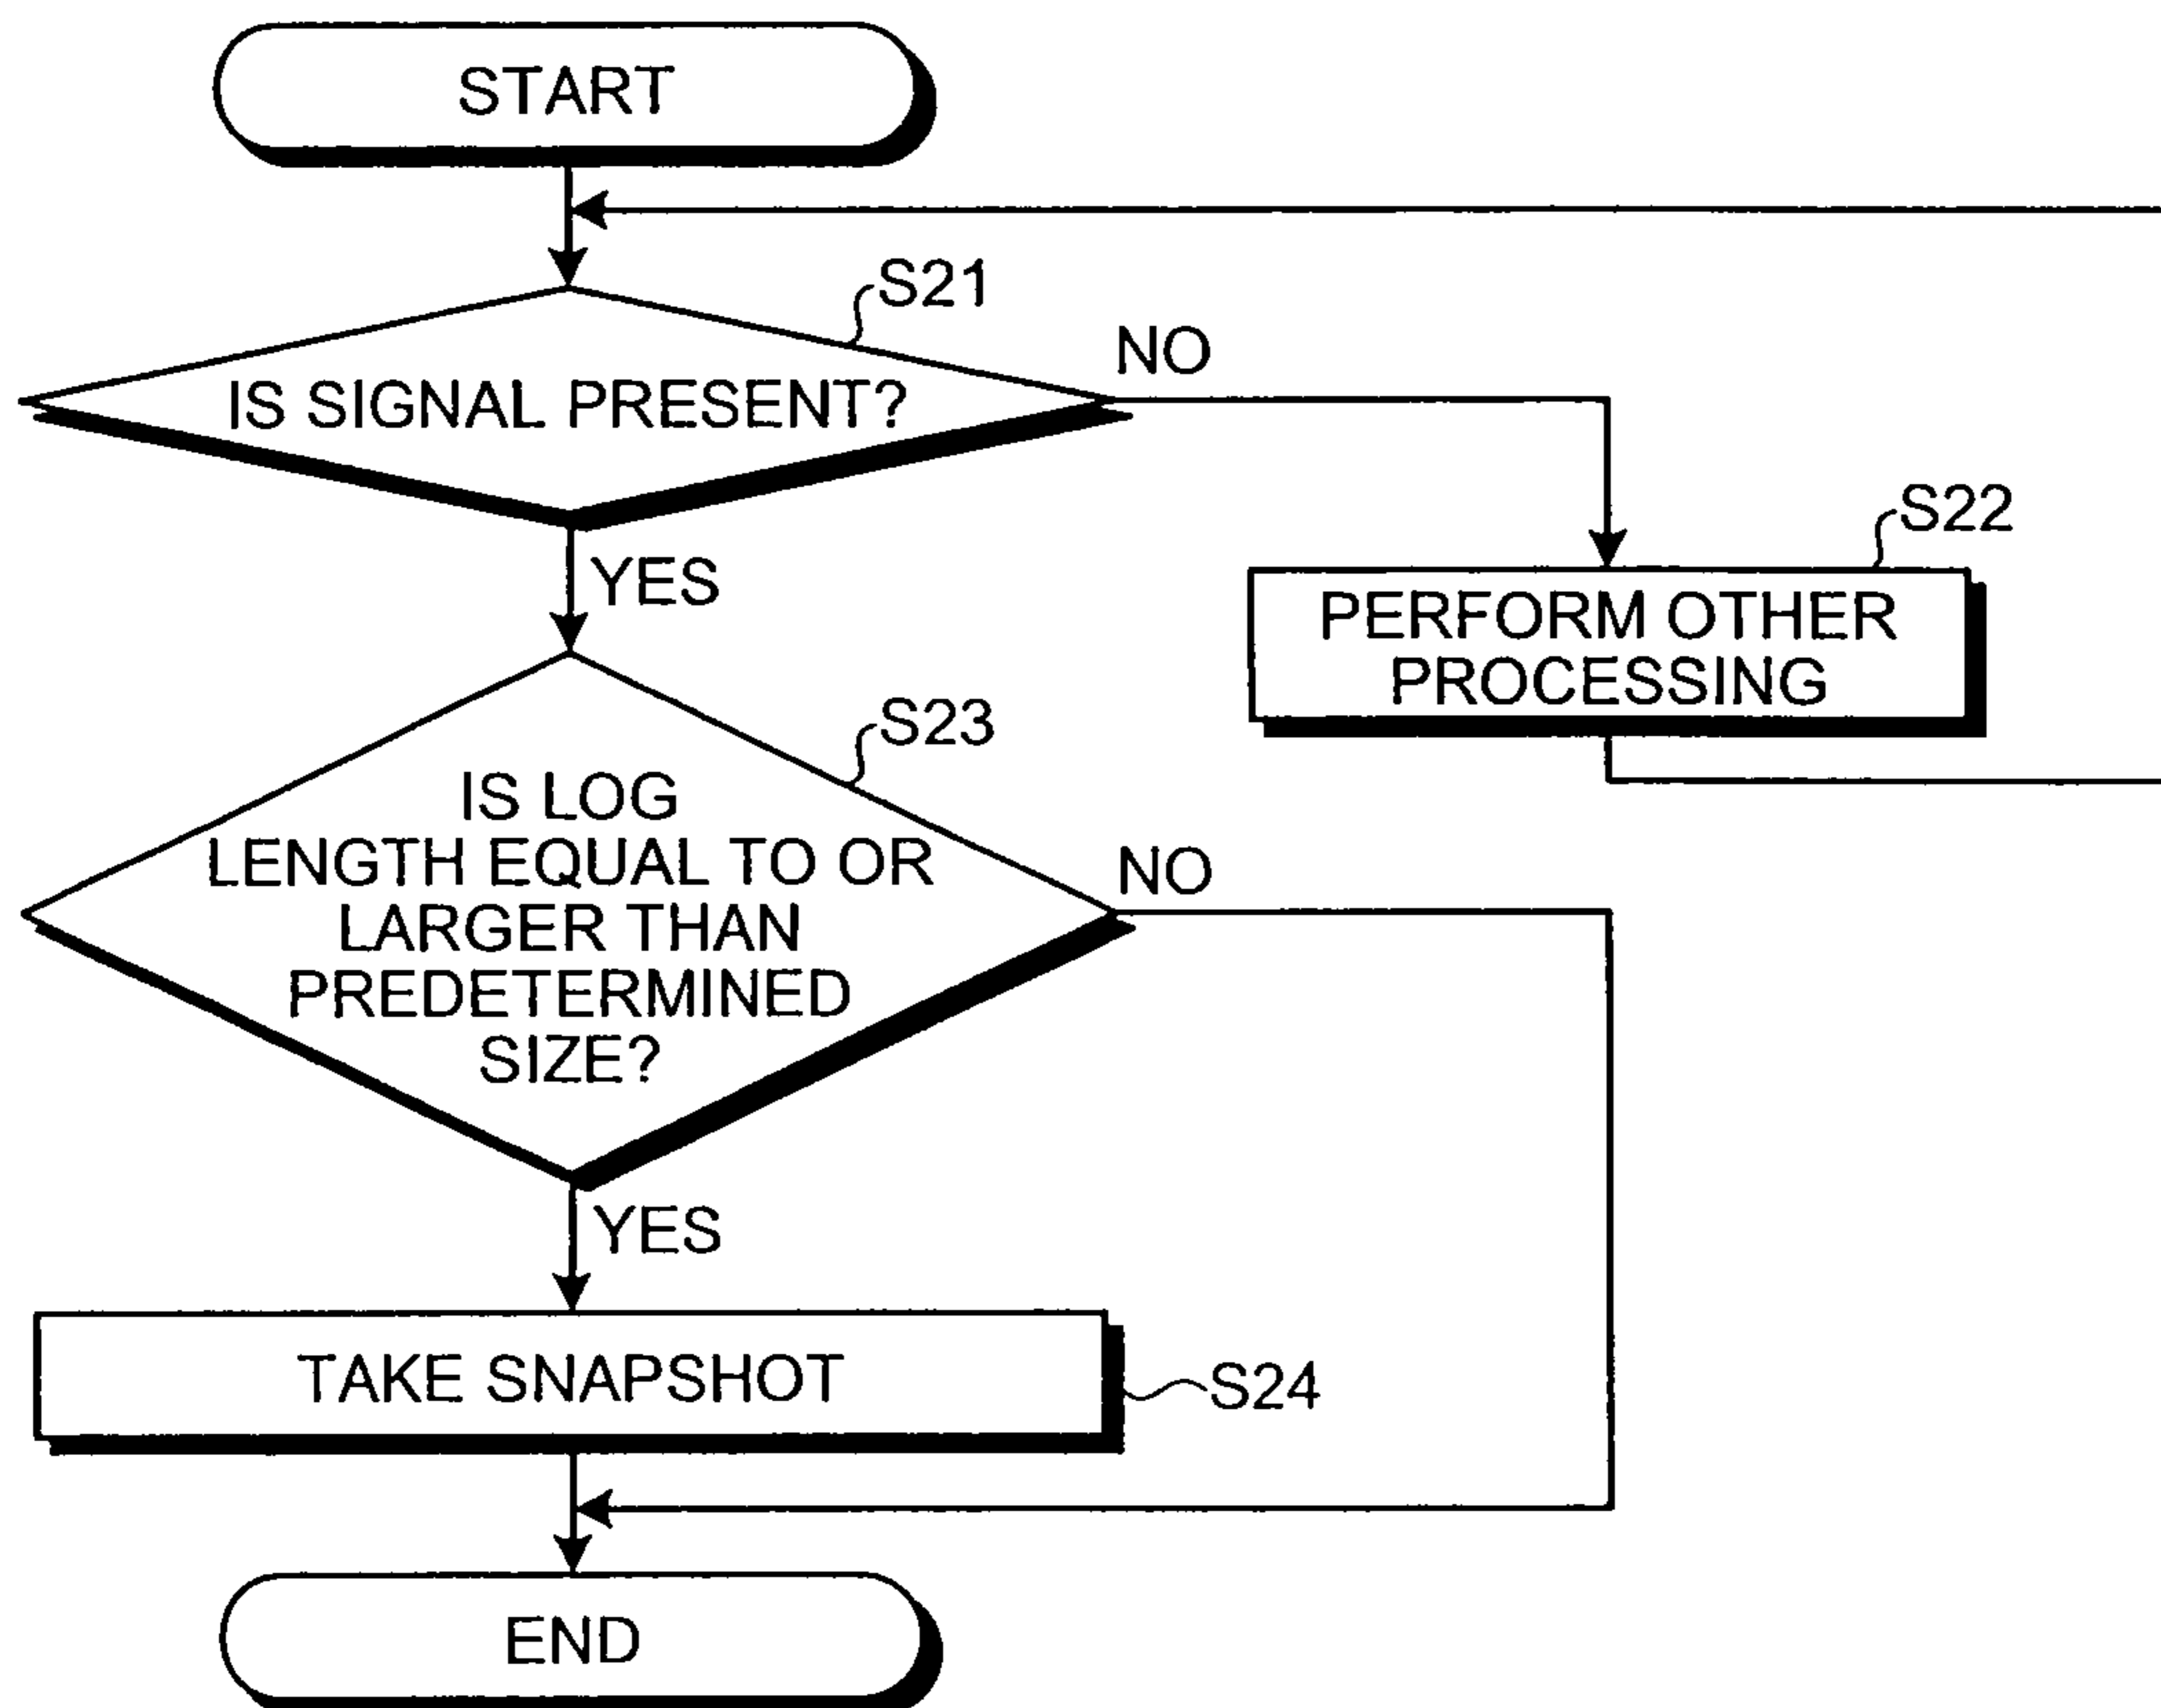 START
S21
NO
IS SIGNAL PRESENT?
S22
YES
PERFORM OTHER
PROCESSING
S23
IS LOG
LENGTH EQUAL TO OR
LARGER THAN
PREDETERMINED
SIZE?
NO
YES
TAKE SNAPSHOT
S24
END